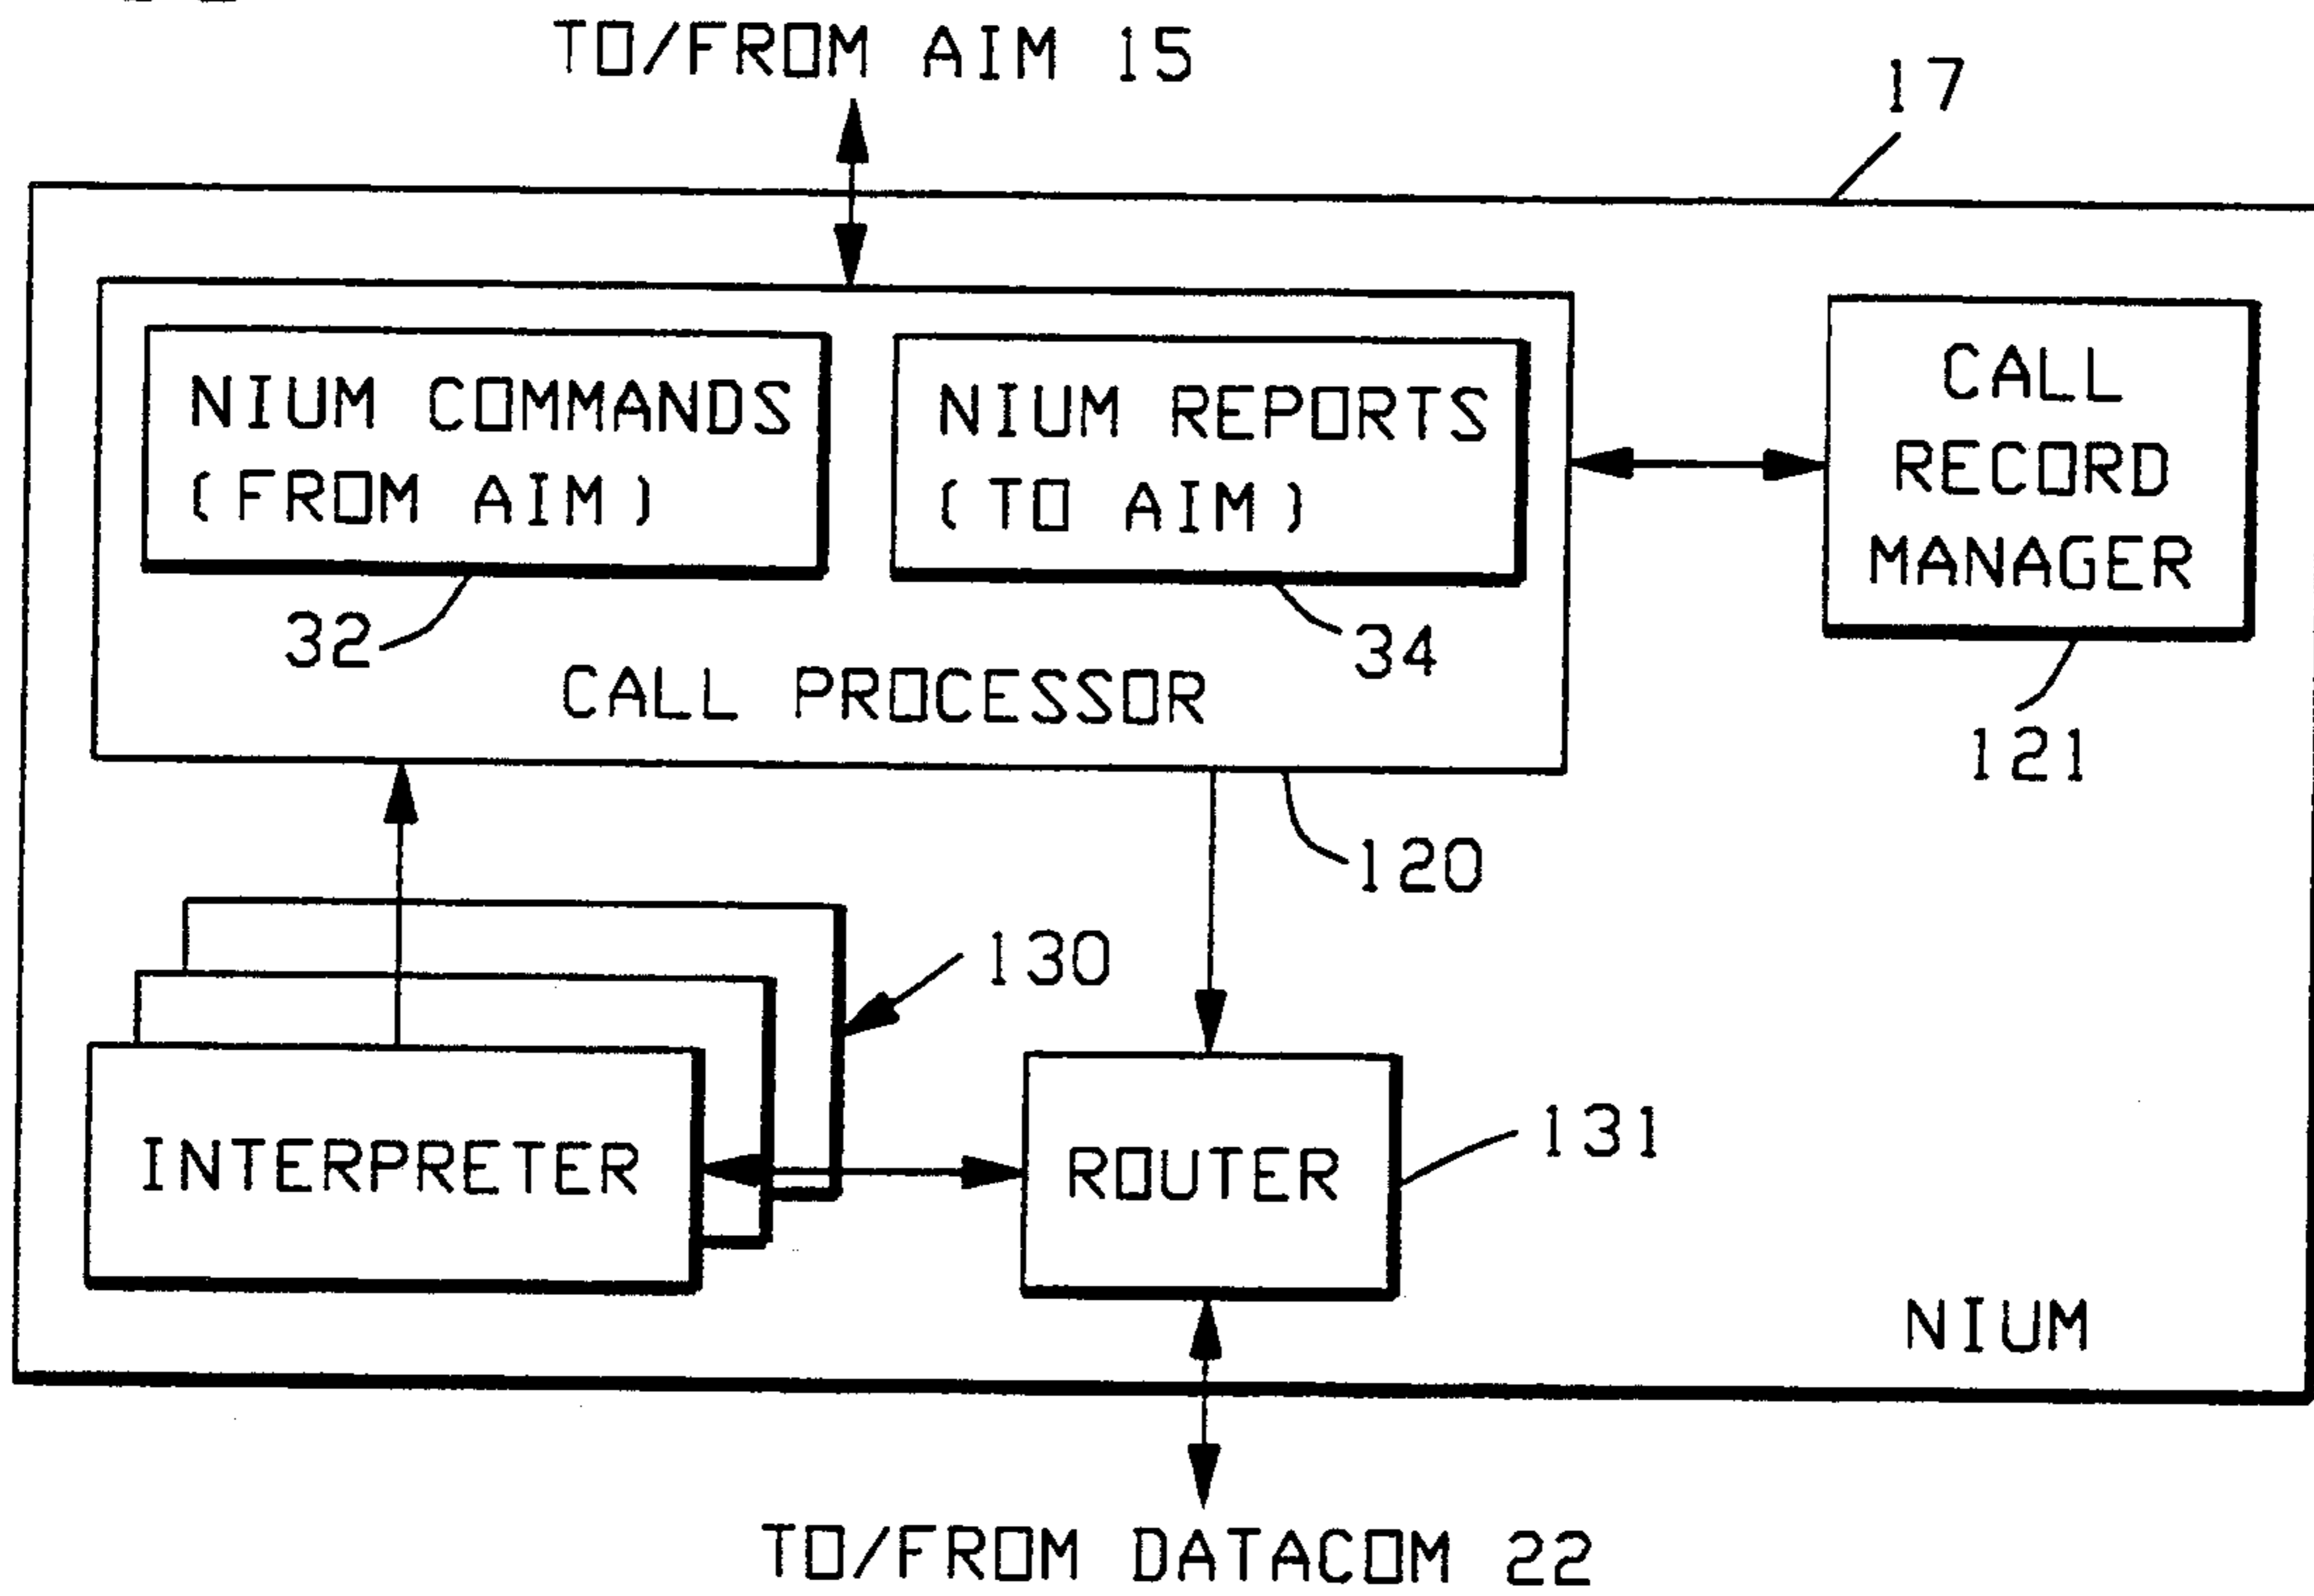 TO/FROM AIM 15
17
NIUM COMMANDS
(FROM AIM)
NIUM REPORTS
(TO AIM)
CALL
RECORD
MANAGER
32
34
CALL PROCESSOR
121
120
130
INTERPRETER
ROUTER
131
NIUM
TO/FROM DATACOM 22